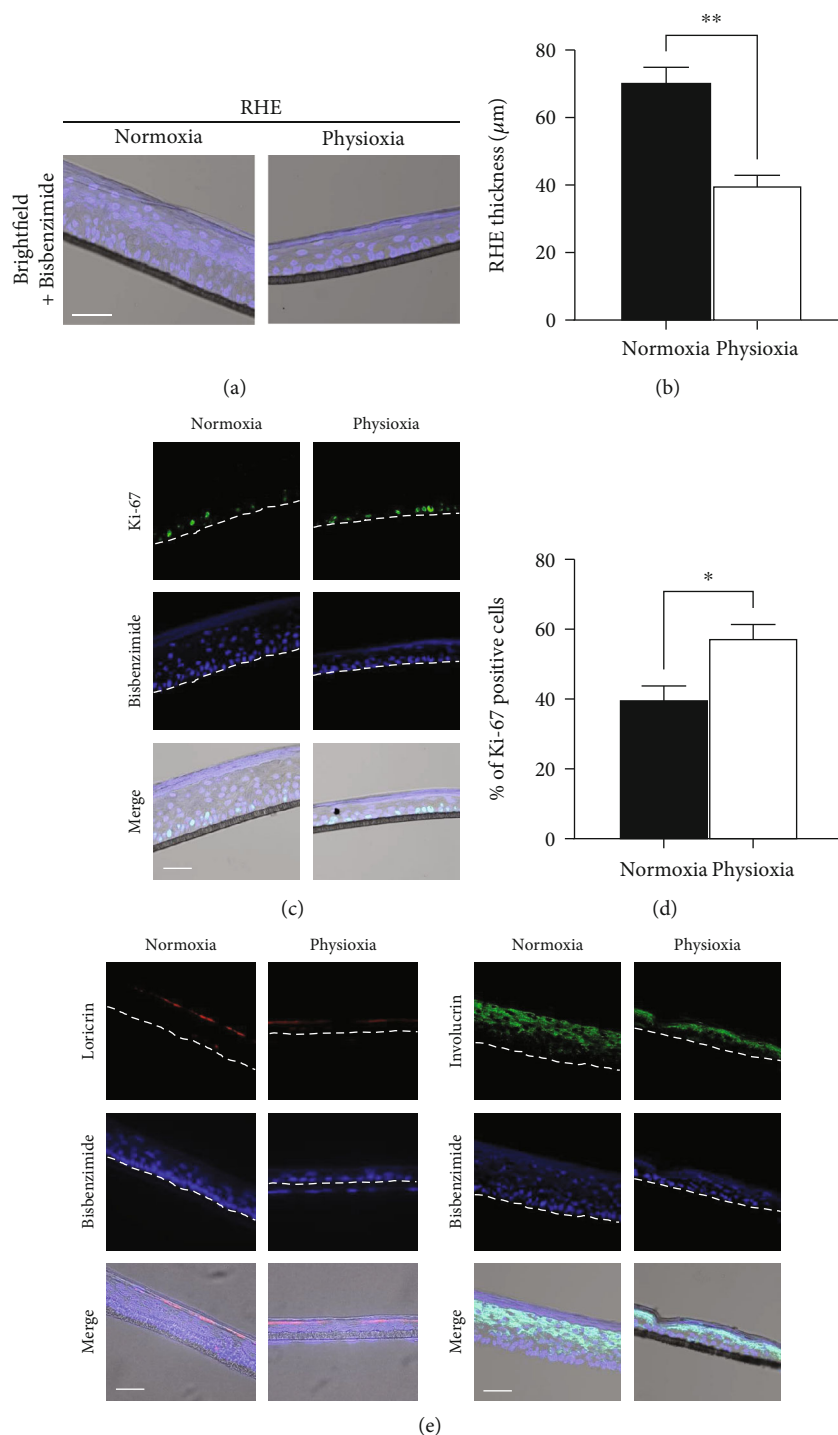 RHE
Normoxia Physioxia
Brightfield
+ Bisbenzimide
(a)
**
80
60
40
20
0
RHE thickness (μm)
Normoxia Physioxia
(b)
Normoxia Physioxia
Ki-67
Bisbenzimide
Merge
(c)
*
80
60
40
20
0
% of Ki-67 positive cells
Normoxia Physioxia
(d)
Normoxia Physioxia
Loricrin
Bisbenzimide
Merge
Normoxia Physioxia
Involucrin
Bisbenzimide
Merge
(e)